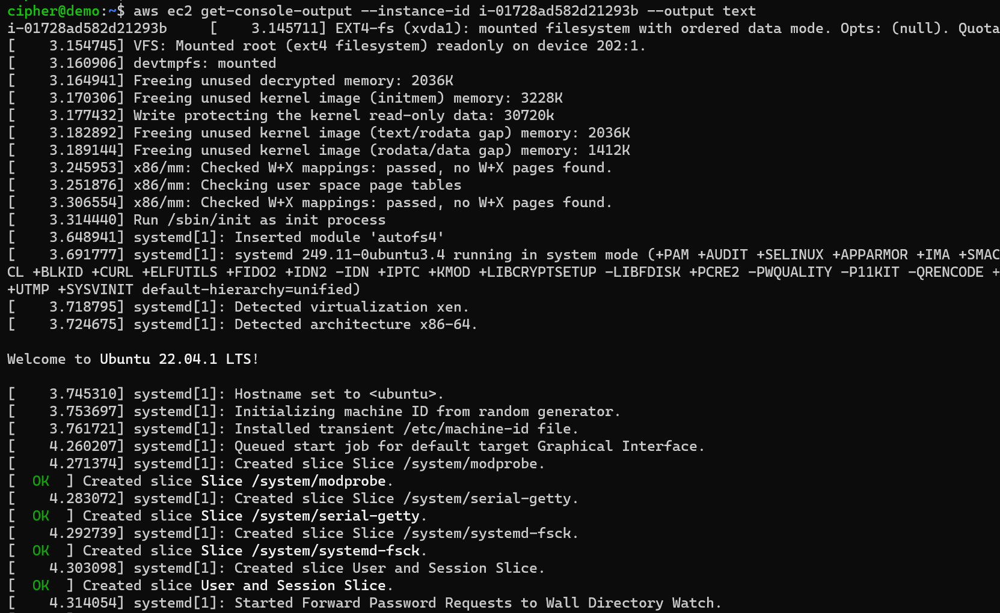 cipher@demo:~$ aws ec2 get-console-output --instance-id i-01728ad582d21293b --output text
i-01728ad582d21293b     [    3.145711] EXT4-fs (xvda1): mounted filesystem with ordered data mode. Opts: (null). Quota
[    3.154745] VFS: Mounted root (ext4 filesystem) readonly on device 202:1.
[    3.160906] devtmpfs: mounted
[    3.164941] Freeing unused decrypted memory: 2036K
[    3.170306] Freeing unused kernel image (initmem) memory: 3228K
[    3.177432] Write protecting the kernel read-only data: 30720k
[    3.182892] Freeing unused kernel image (text/rodata gap) memory: 2036K
[    3.189144] Freeing unused kernel image (rodata/data gap) memory: 1412K
[    3.245953] x86/mm: Checked W+X mappings: passed, no W+X pages found.
[    3.251876] x86/mm: Checking user space page tables
[    3.306554] x86/mm: Checked W+X mappings: passed, no W+X pages found.
[    3.314440] Run /sbin/init as init process
[    3.648941] systemd[1]: Inserted module 'autofs4'
[    3.691777] systemd[1]: systemd 249.11-0ubuntu3.4 running in system mode (+PAM +AUDIT +SELINUX +APPARMOR +IMA +SMAC
CL +BLKID +CURL +ELFUTILS +FIDO2 +IDN2 -IDN +IPTC +KMOD +LIBCRYPTSETUP -LIBFDISK +PCRE2 -PWQUALITY -P11KIT -QRENCODE +
+UTMP +SYSVINIT default-hierarchy=unified)
[    3.718795] systemd[1]: Detected virtualization xen.
[    3.724675] systemd[1]: Detected architecture x86-64.
Welcome to Ubuntu 22.04.1 LTS!
[    3.745310] systemd[1]: Hostname set to <ubuntu>.
[    3.753697] systemd[1]: Initializing machine ID from random generator.
[    3.761721] systemd[1]: Installed transient /etc/machine-id file.
[    4.260207] systemd[1]: Queued start job for default target Graphical Interface.
[    4.271374] systemd[1]: Created slice Slice /system/modprobe.
[  OK  ] Created slice Slice /system/modprobe.
[    4.283072] systemd[1]: Created slice Slice /system/serial-getty.
[  OK  ] Created slice Slice /system/serial-getty.
[    4.292739] systemd[1]: Created slice Slice /system/systemd-fsck.
[  OK  ] Created slice Slice /system/systemd-fsck.
[    4.303098] systemd[1]: Created slice User and Session Slice.
[  OK  ] Created slice User and Session Slice.
[    4.314054] systemd[1]: Started Forward Password Requests to Wall Directory Watch.